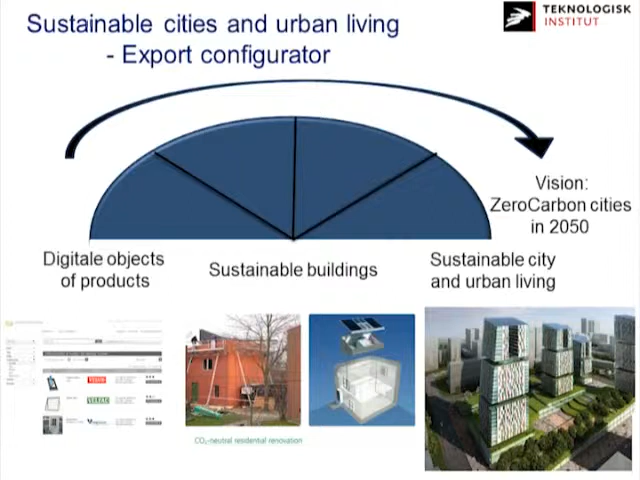 Sustainable cities and urban living
- Export configurator
TEKNOLOGISK
INSTITUT
Vision:
ZeroCarbon cities
in 2050
Digitale objects
of products
Sustainable buildings
Sustainable city
and urban living
VELFAC
CO₂-neutral residential renovation